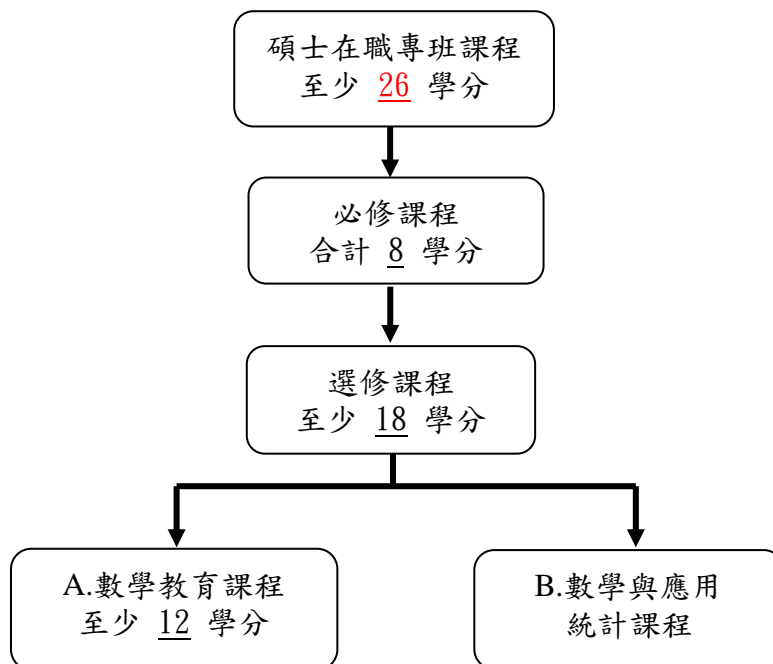 碩士在職專班課程
至少 26 學分
必修課程
合計 8 學分
選修課程
至少 18 學分
A.數學教育課程
至少 12 學分
B.數學與應用
統計課程